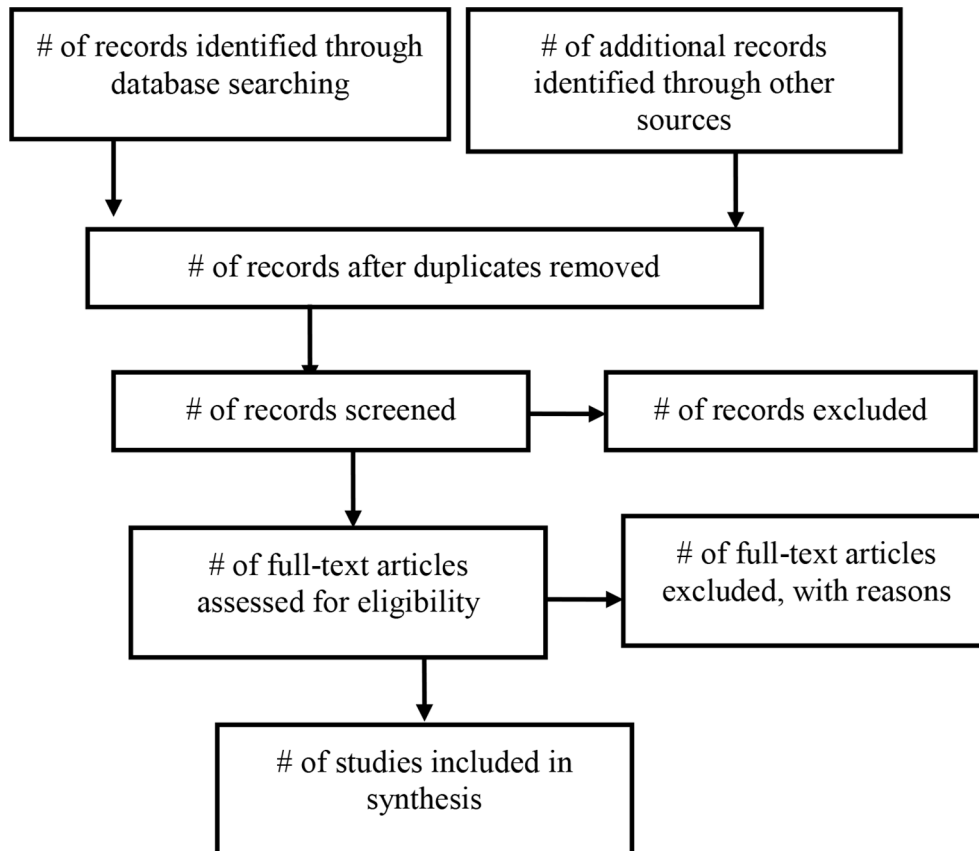 # of records identified through
database searching
# of additional records
identified through other
sources
# of records after duplicates removed
# of records screened
# of records excluded
# of full-text articles
assessed for eligibility
# of full-text articles
excluded, with reasons
# of studies included in
synthesis